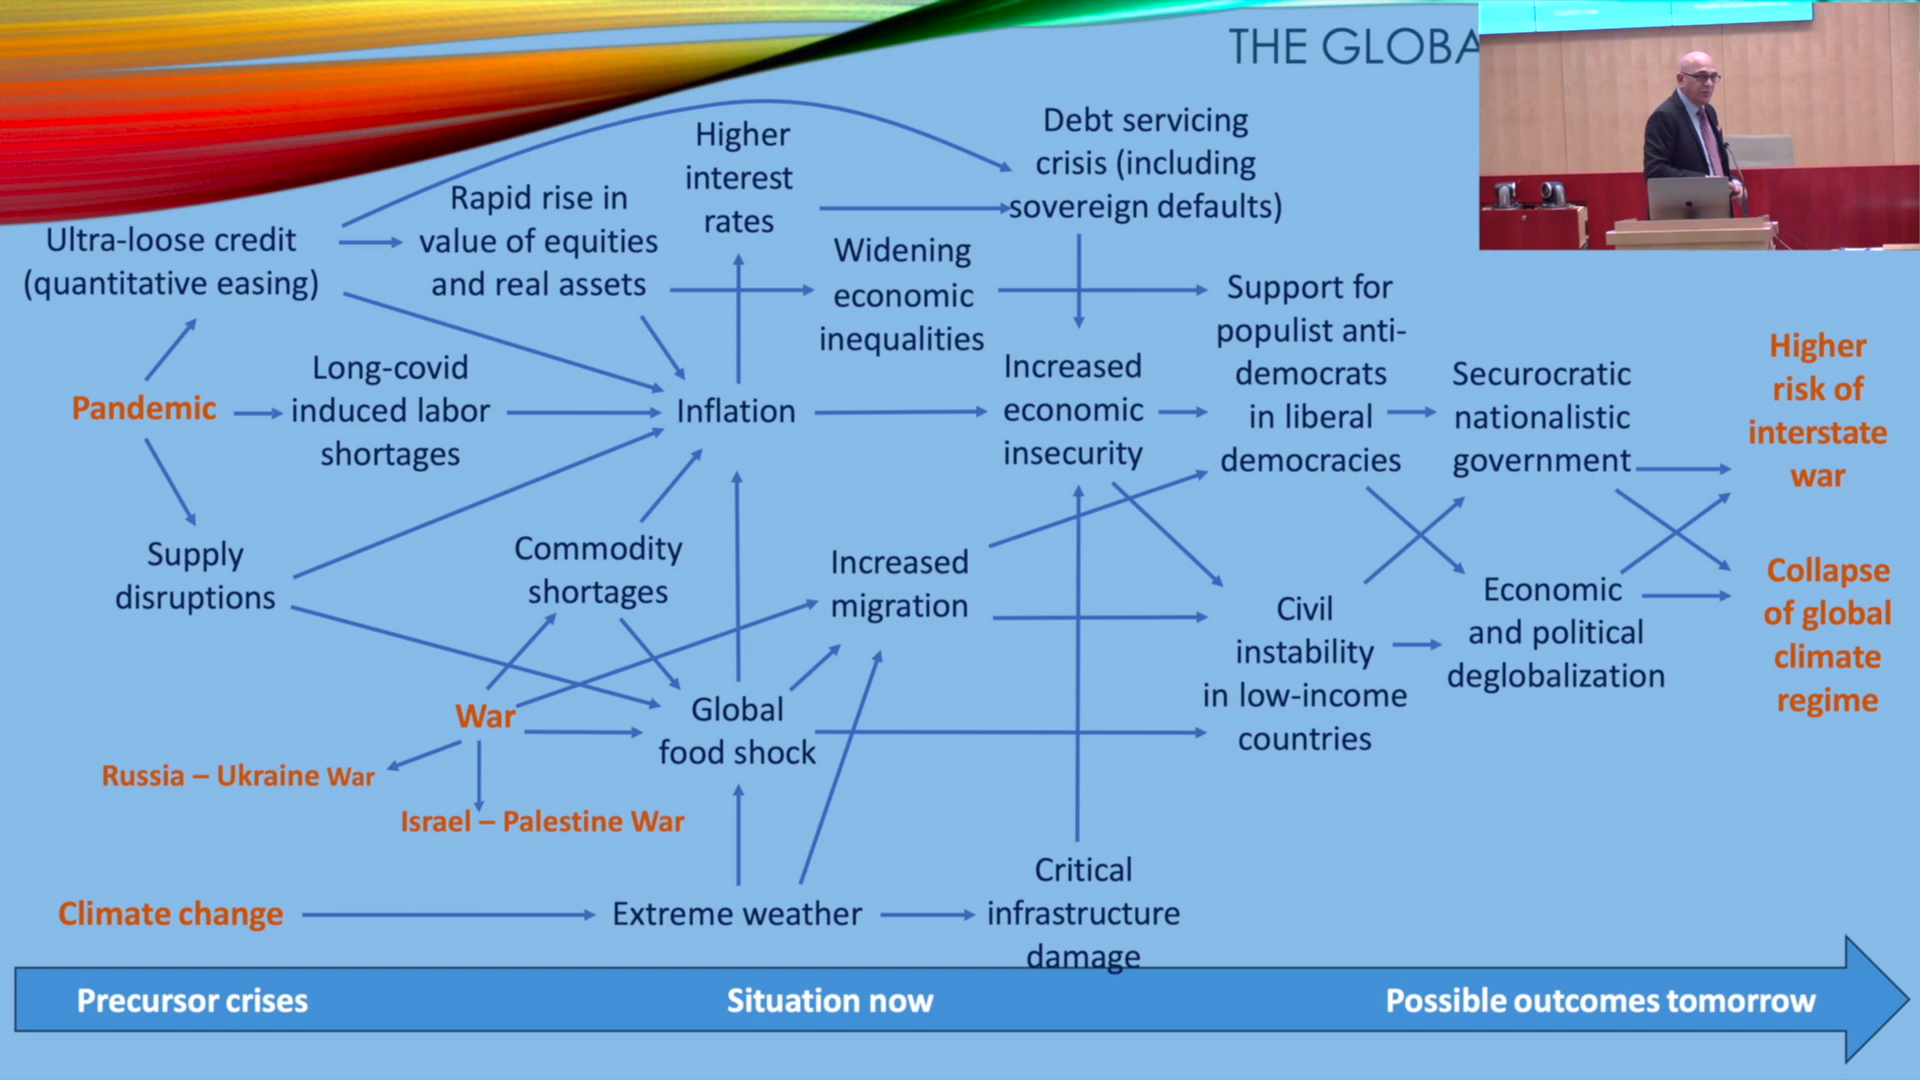 THE GLOBA
Higher
interest
rates
Debt servicing
crisis (including
sovereign defaults)
Rapid rise in
value of equities
and real assets
Ultra-loose credit
(quantitative easing)
Widening
economic
inequalities
Support for
populist anti-
democrats
in liberal
democracies
Higher
risk of
interstate
war
Long-covid
induced labor
shortages
Pandemic
Inflation
Increased
economic
insecurity
Securocratic
nationalistic
government
Supply
disruptions
Commodity
shortages
Increased
migration
Civil
instability
in low-income
countries
Economic
and political
deglobalization
Collapse
of global
climate
regime
War
Global
food shock
Russia – Ukraine War
Israel – Palestine War
Climate change
Extreme weather
Critical
infrastructure
damage
Precursor crises
Situation now
Possible outcomes tomorrow